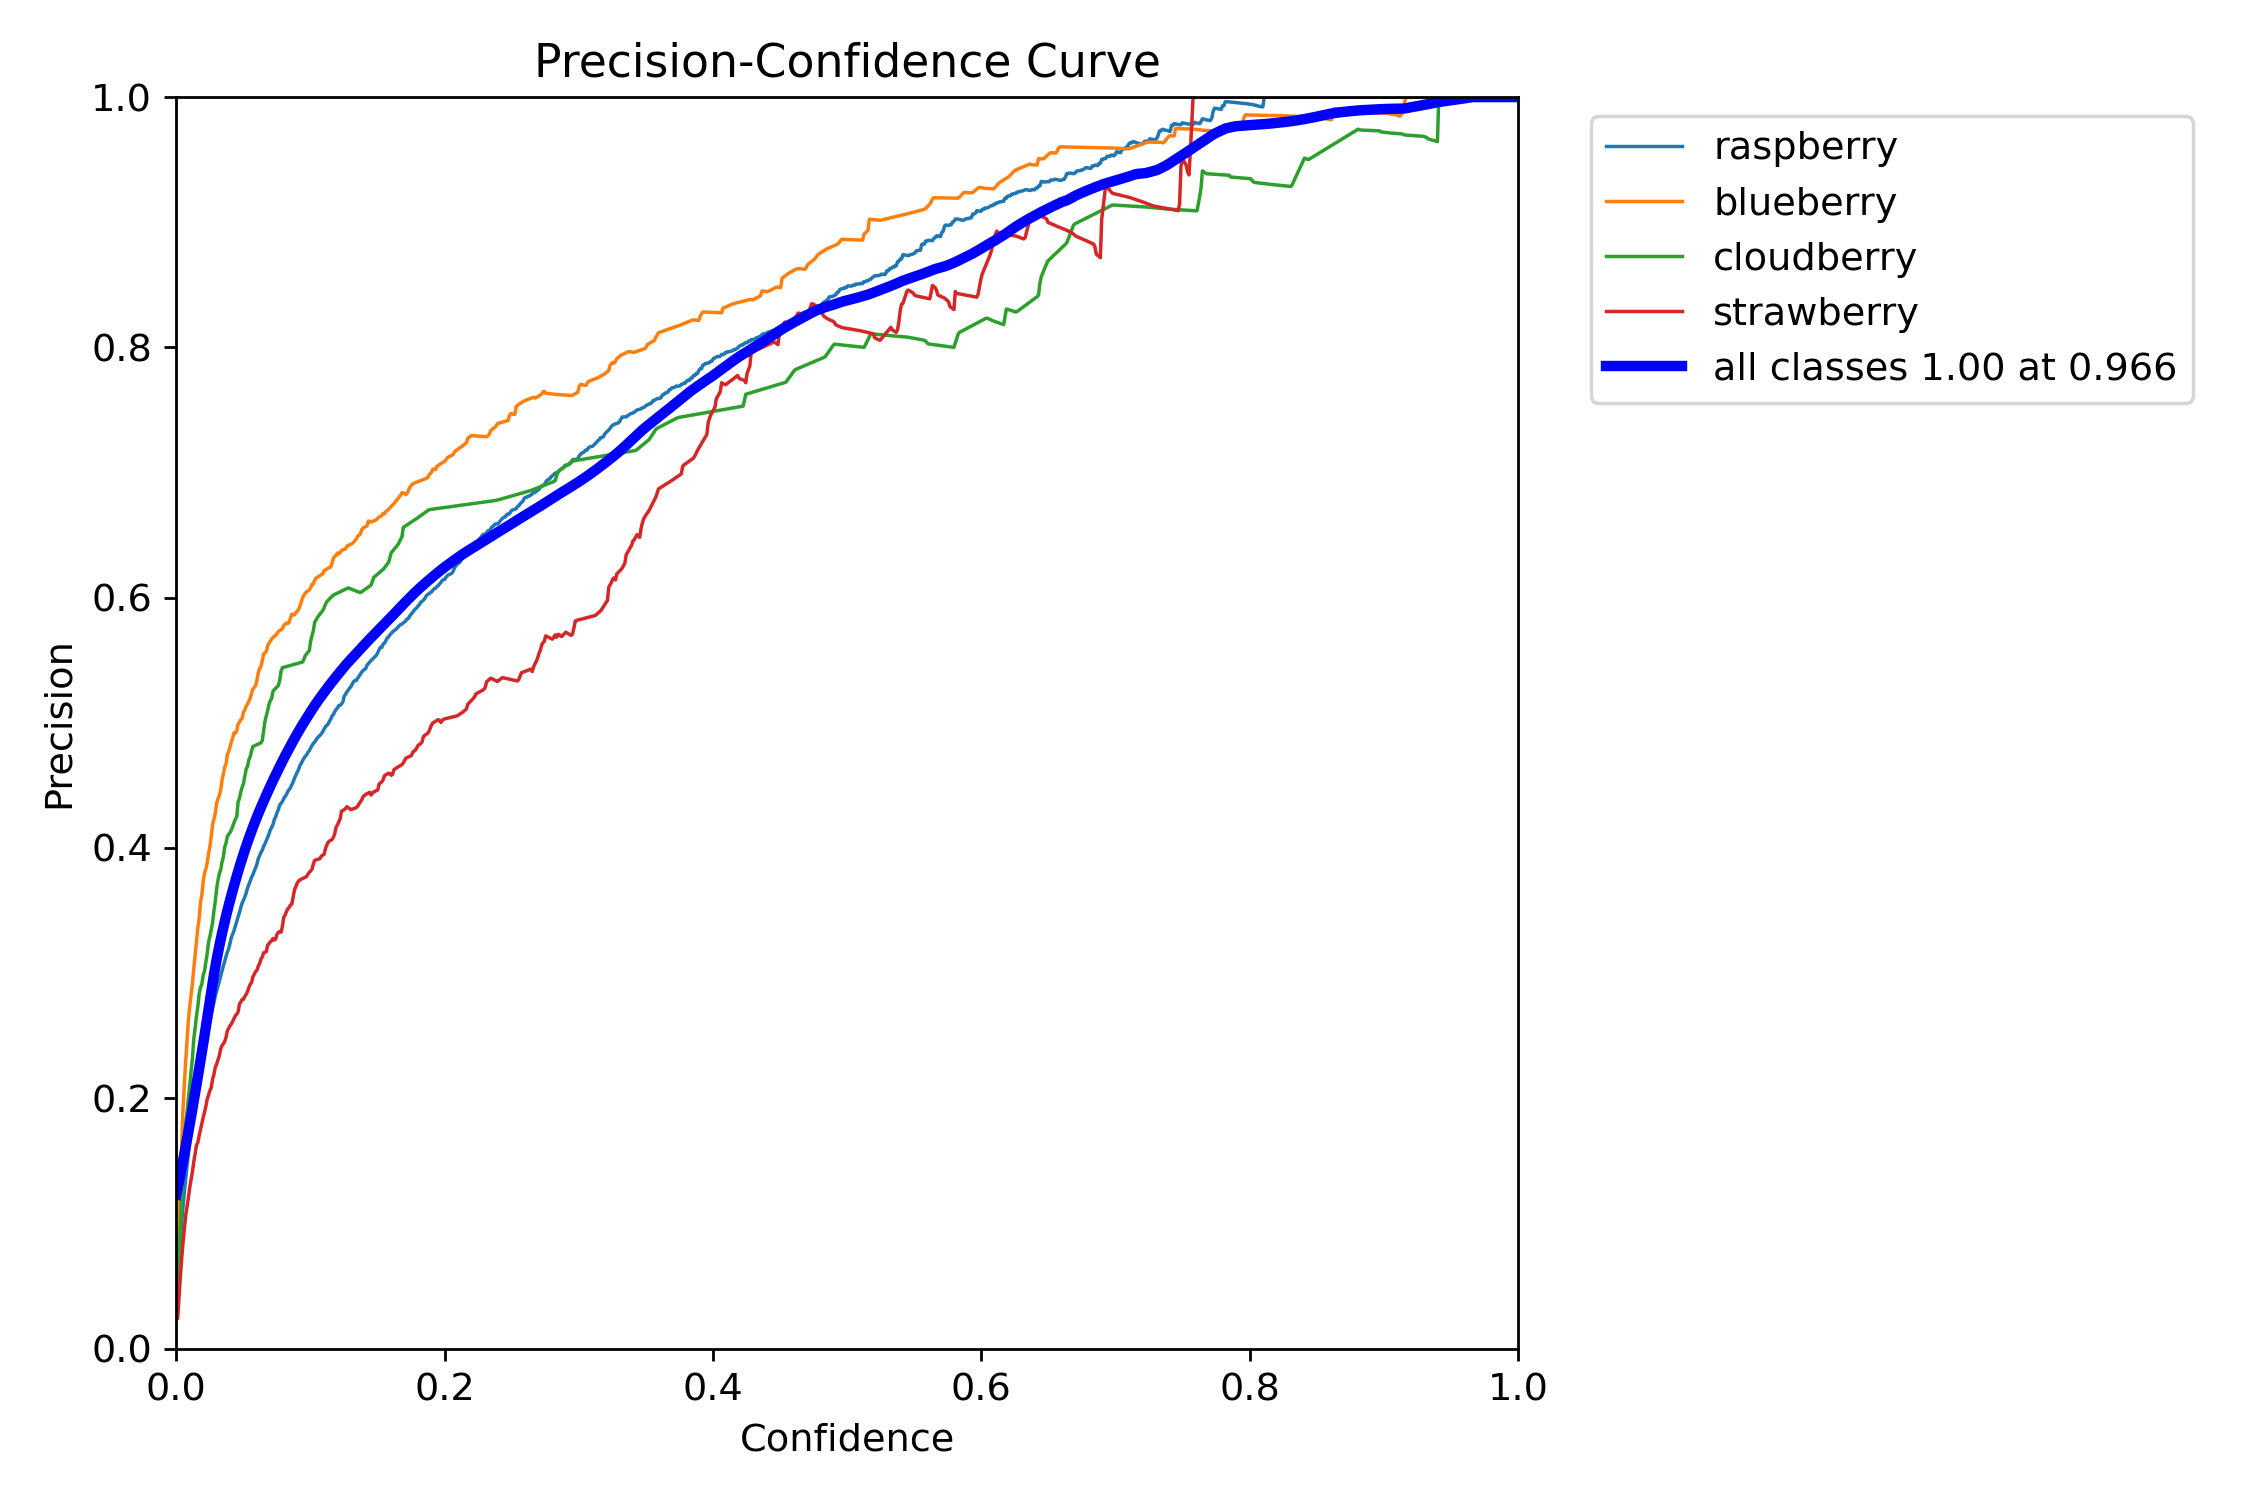 Precision-Confidence Curve
1.0
0.8
0.6
0.4
0.2
0.0
Precision
0.0 0.2 0.4 0.6 0.8 1.0
Confidence
raspberry
blueberry
cloudberry
strawberry
all classes 1.00 at 0.966